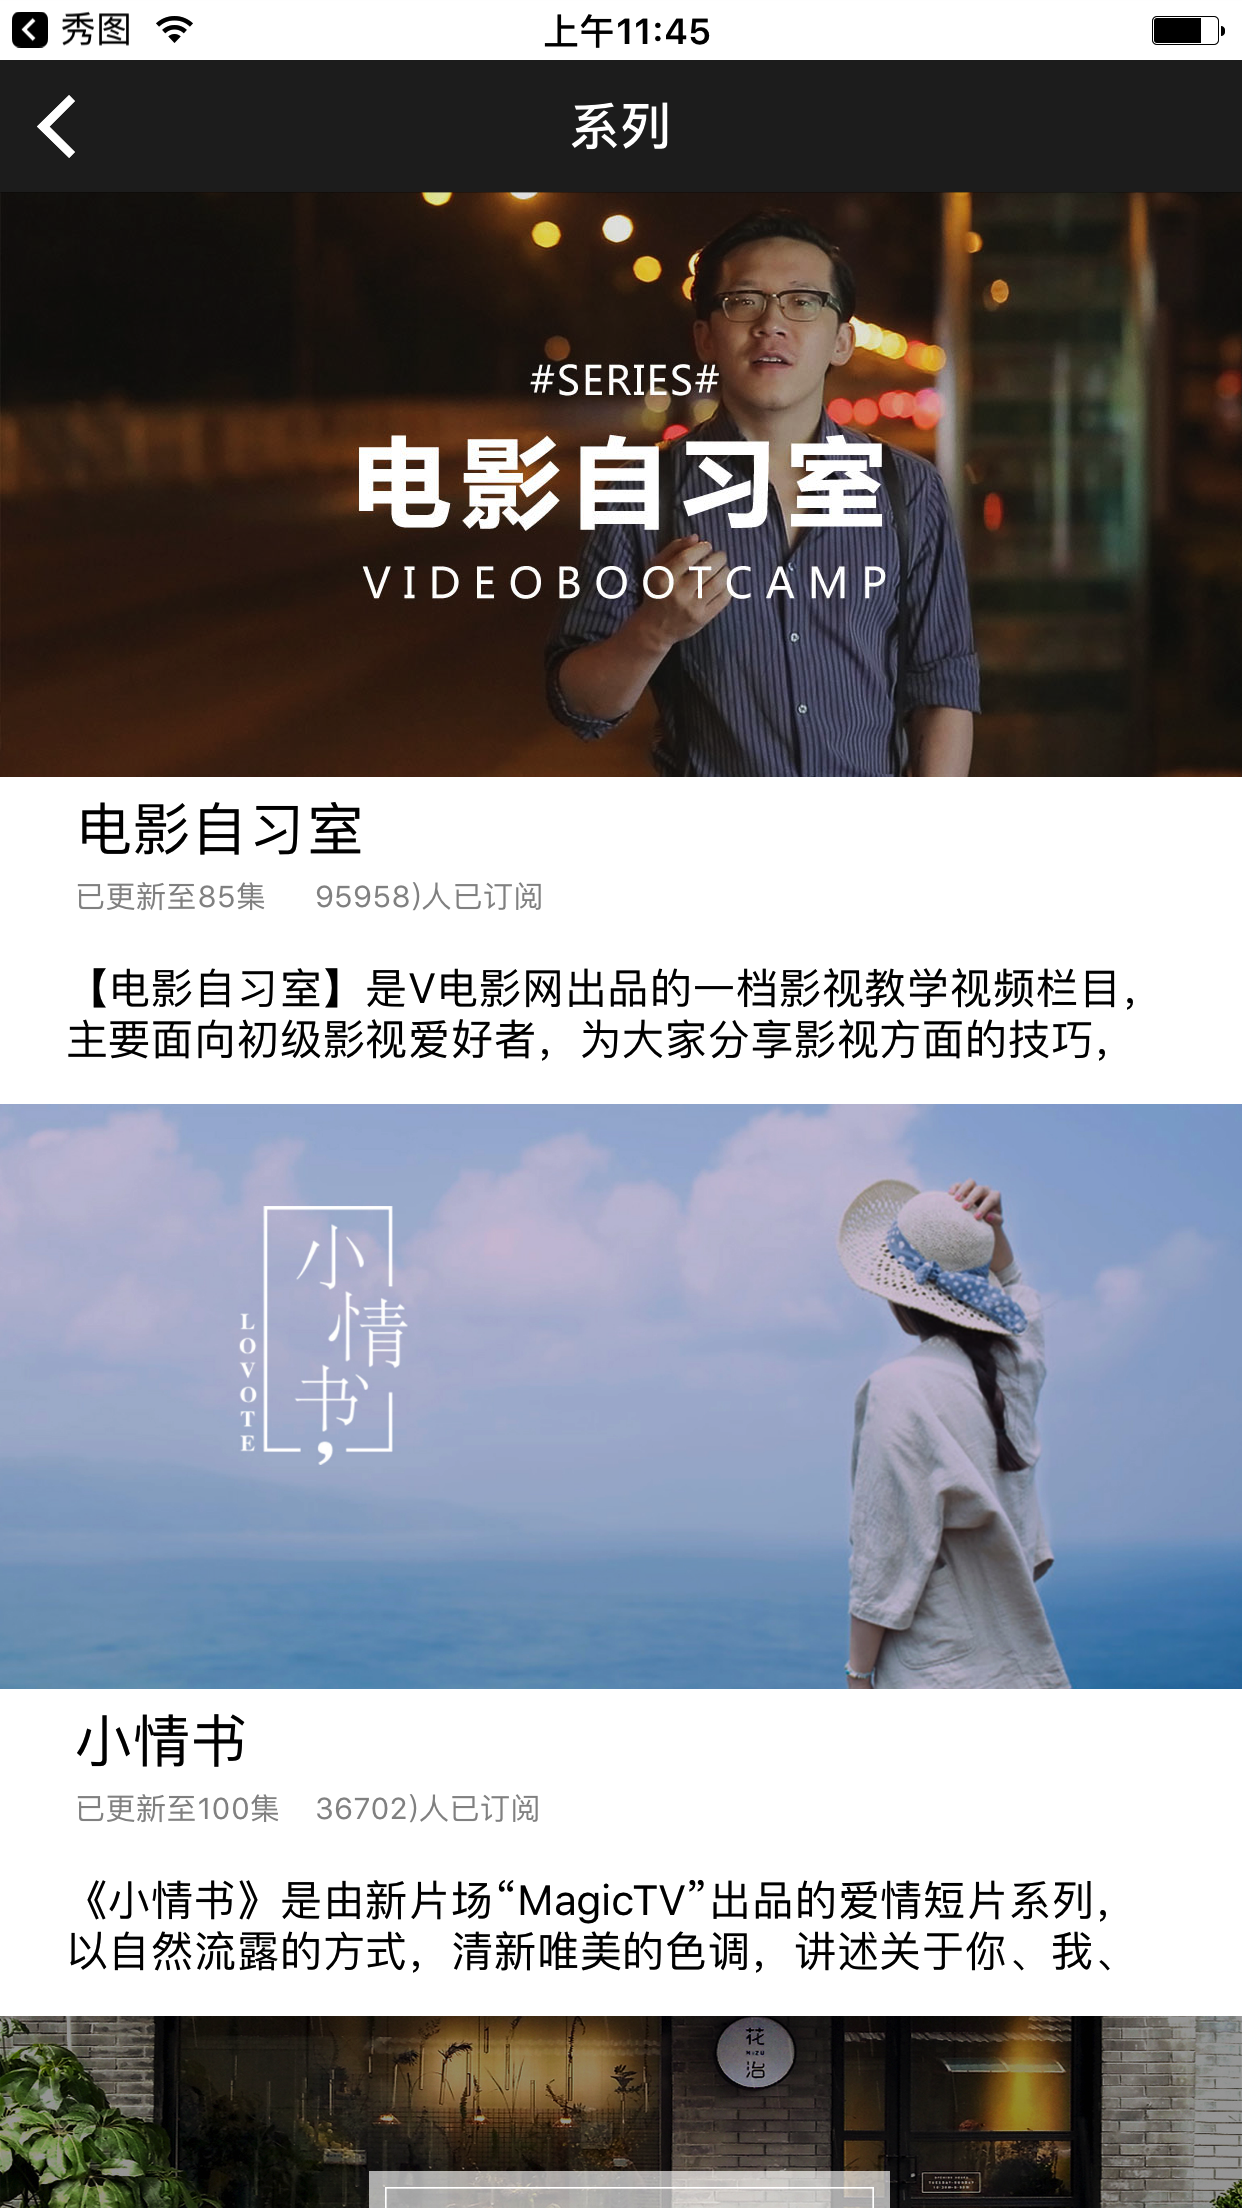 秀图
上午11:45
系列
#SERIES#
电影自习室
VIDEOBOOTCAMP
电影自习室
已更新至85集 95958)人已订阅
【电影自习室】是V电影网出品的一档影视教学视频栏目，
主要面向初级影视爱好者，为大家分享影视方面的技巧，
小情书
LOVOTE
小情书
已更新至100集 36702)人已订阅
《小情书》是由新片场“MagicTV”出品的爱情短片系列，
以自然流露的方式，清新唯美的色调，讲述关于你、我、
花
MiZU
治